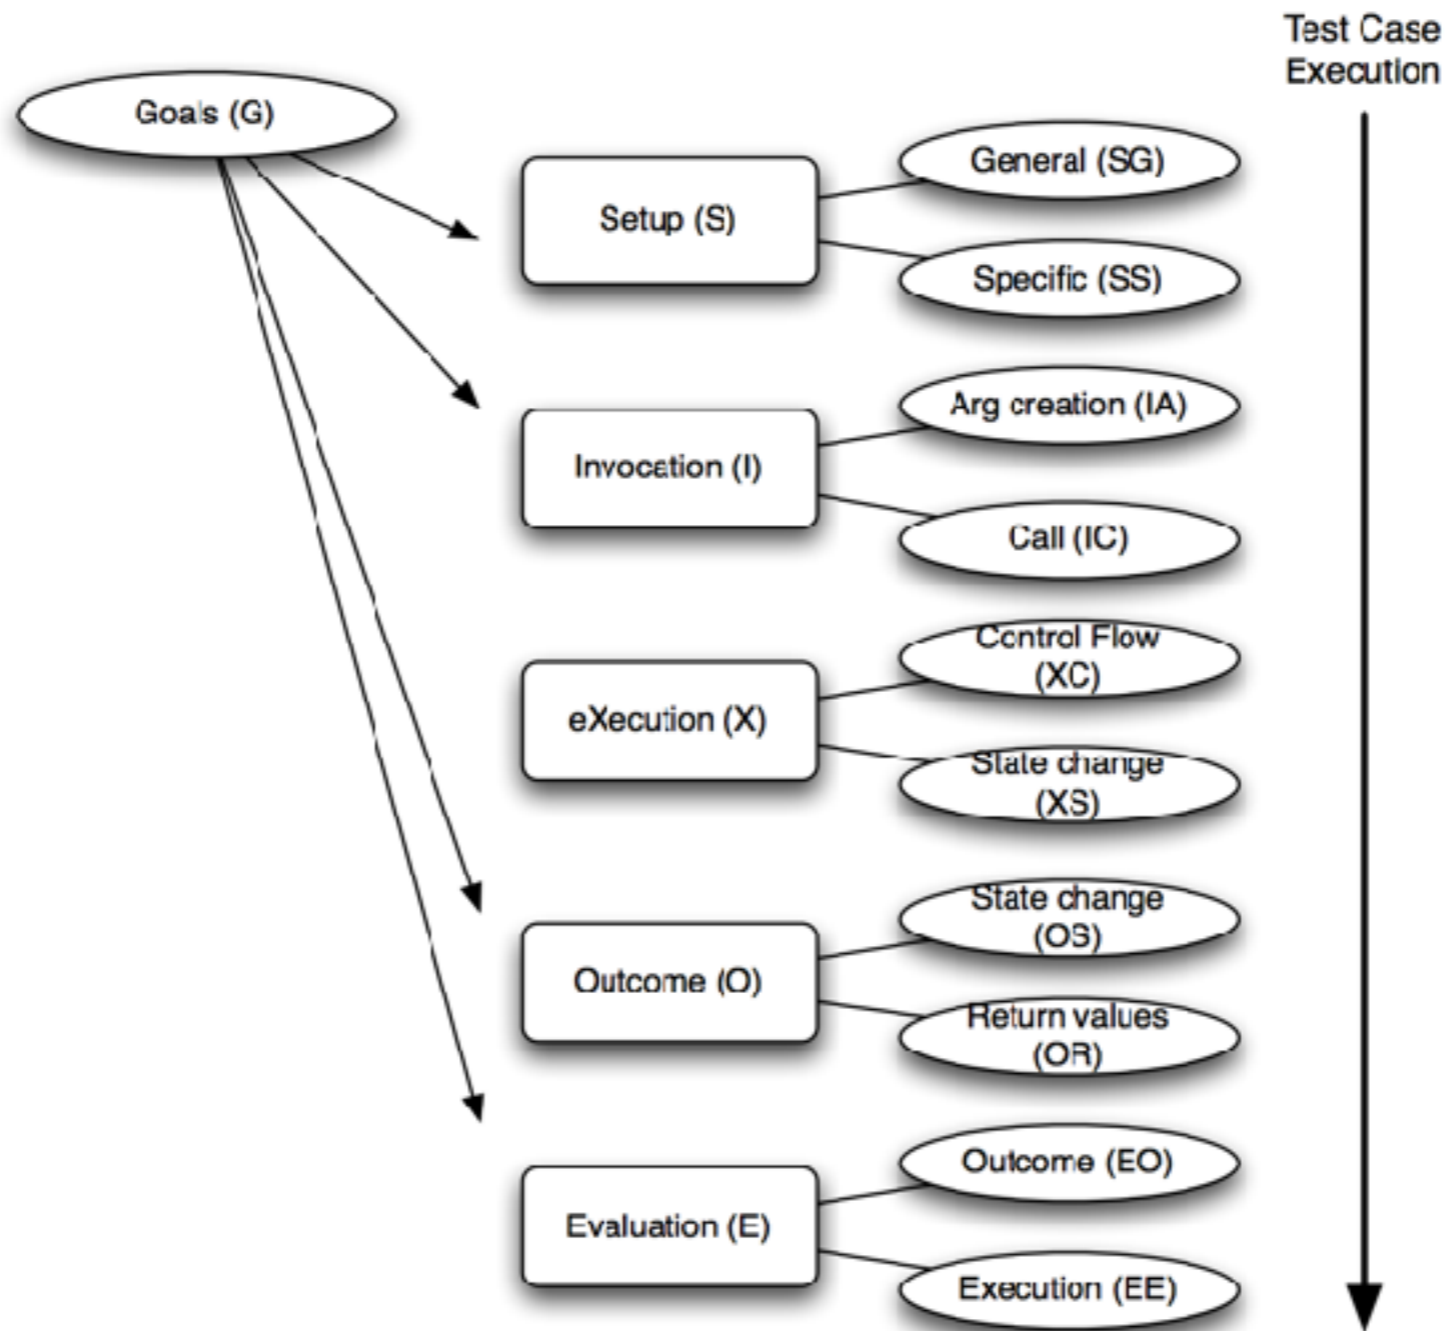 Test Case
Execution
Goals (G)
Setup (S)
General (SG)
Specific (SS)
Invocation (I)
Arg creation (IA)
Call (IC)
eXecution (X)
Control Flow
(XC)
State change
(XS)
Outcome (O)
State change
(OS)
Return values
(OR)
Evaluation (E)
Outcome (EO)
Execution (EE)